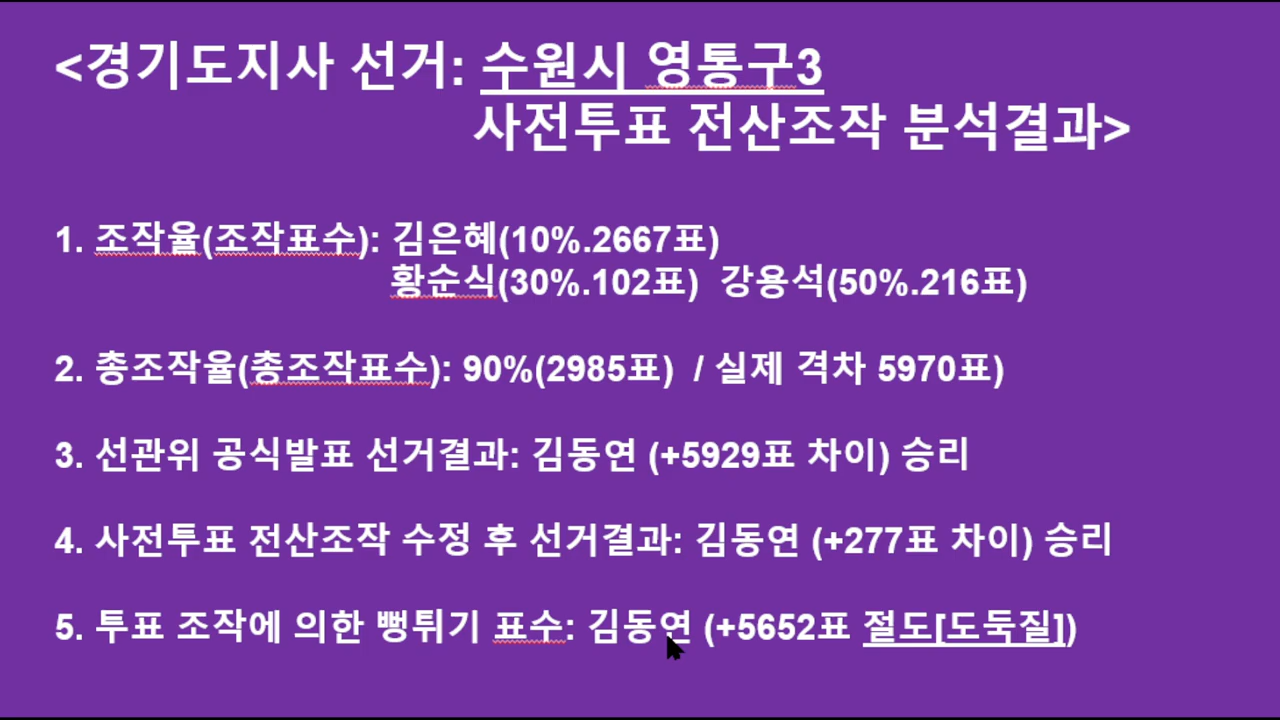 <경기도지사 선거: 수원시 영통구3
사전투표 전산조작 분석결과>
1. 조작율(조작표수): 김은혜(10%.2667표)
황순식(30%.102표) 강용석(50%.216표)
2. 총조작율(총조작표수): 90%(2985표) / 실제 격차 5970표)
3. 선관위 공식발표 선거결과: 김동연 (+5929표 차이) 승리
4. 사전투표 전산조작 수정 후 선거결과: 김동연 (+277표 차이) 승리
5. 투표 조작에 의한 뻥튀기 표수: 김동연 (+5652표 절도[도둑질])